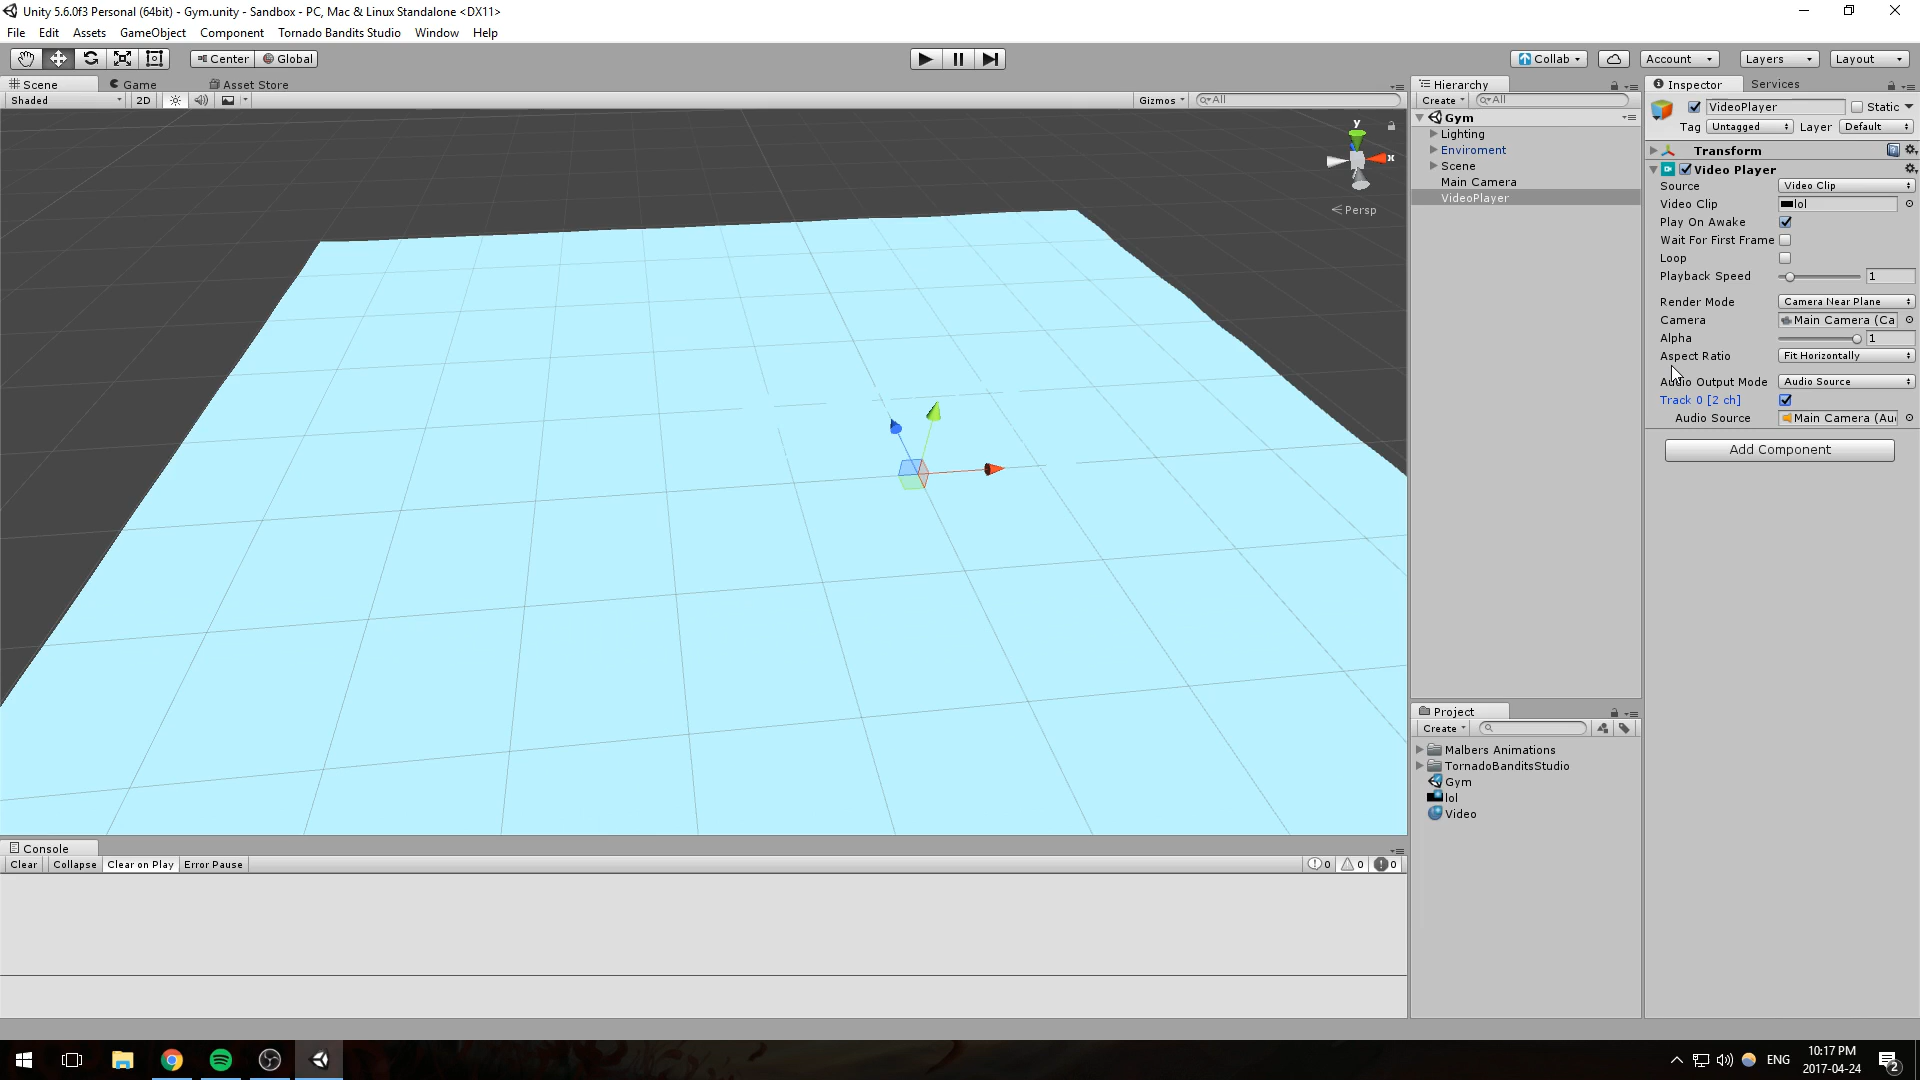 Unity 5.6.0f3 Personal (64bit) - Gym.unity - Sandbox - PC, Mac & Linux Standalone <DX11>
File Edit Assets GameObject Component Tornado Bandits Studio Window Help
Center Global Collab Account Layers Layout
Scene Game Asset Store
Shaded 2D Gizmos All
y
x
Persp
Hierarchy
Create All
Gym
Lighting
Enviroment
Scene
Main Camera
VideoPlayer
Inspector Services
VideoPlayer Static
Tag Untagged Layer Default
Transform
Video Player
Source Video Clip
Video Clip lol
Play On Awake
Wait For First Frame
Loop
Playback Speed 1
Render Mode Camera Near Plane
Camera Main Camera (Ca
Alpha 1
Aspect Ratio Fit Horizontally
Audio Output Mode Audio Source
Track 0 [2 ch]
Audio Source Main Camera (Au
Add Component
Project
Create
Malbers Animations
TornadoBanditsStudio
Gym
lol
Video
Console
Clear Collapse Clear on Play Error Pause 0 0 0
ENG 10:17 PM
2017-04-24
2